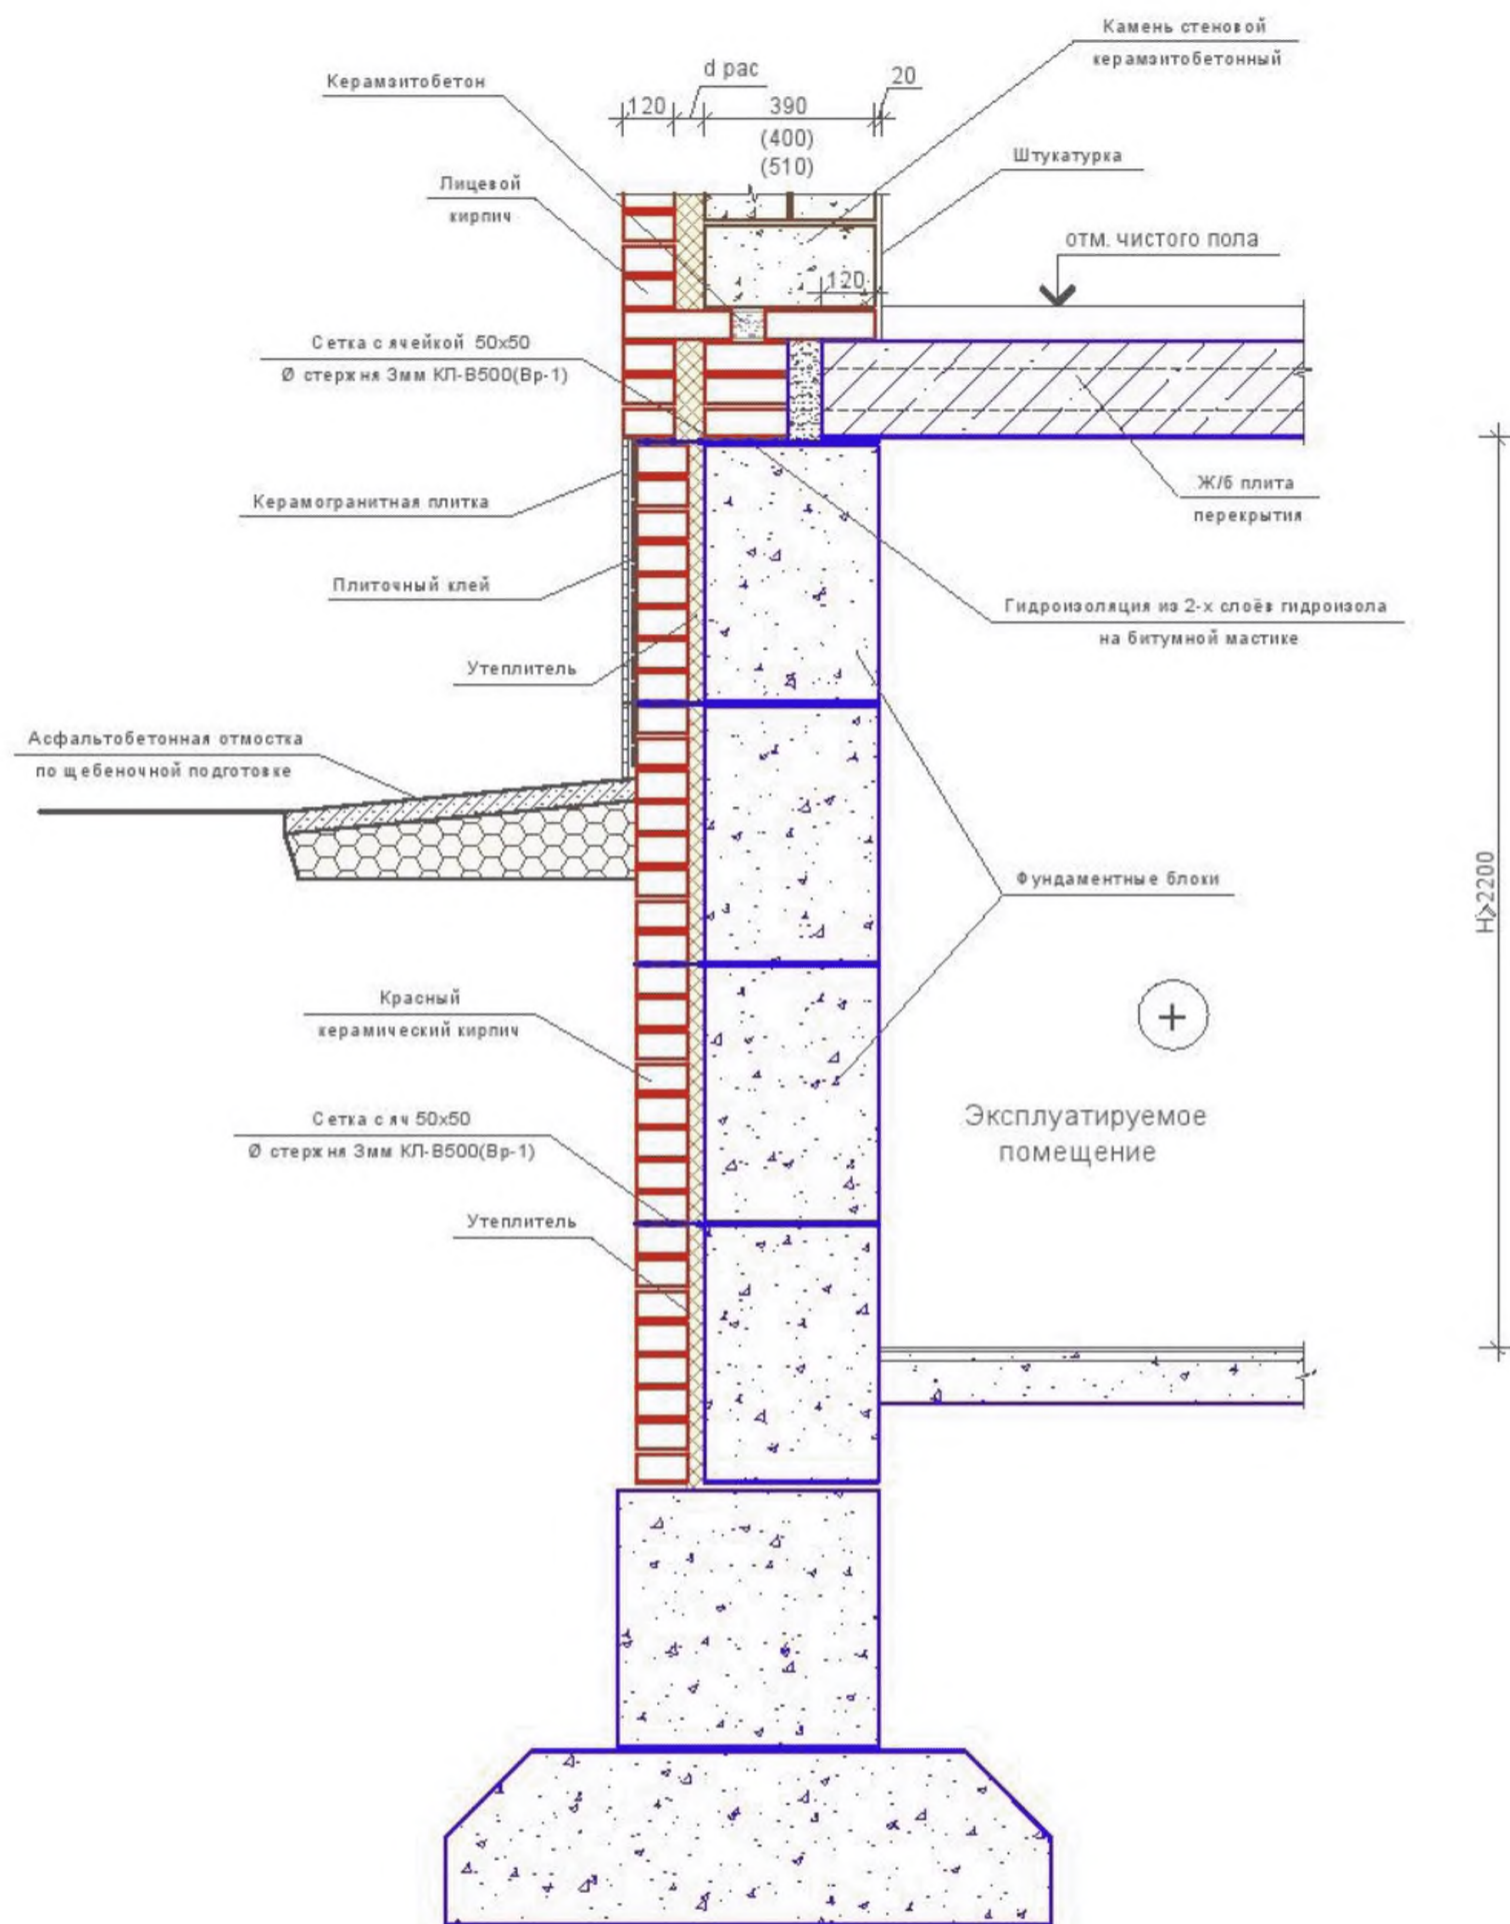 Камень стеновой
керамзитобетонный
Керамзитобетон
d рас
20
120
390
(400)
(510)
Штукатурка
Лицевой
кирпич
отм. чистого пола
120
Сетка с ячейкой 50х50
Ø стержня 3мм КЛ-В500(Вр-1)
Керамогранитная плитка
Ж/б плита
перекрытия
Плиточный клей
Гидроизоляция из 2-х слоёв гидроизола
на битумной мастике
Утеплитель
Асфальтобетонная отмостка
по щебеночной подготовке
Фундаментные блоки
Н≥2200
Красный
керамический кирпич
Сетка с яч 50х50
Ø стержня 3мм КЛ-В500(Вр-1)
Эксплуатируемое
помещение
Утеплитель